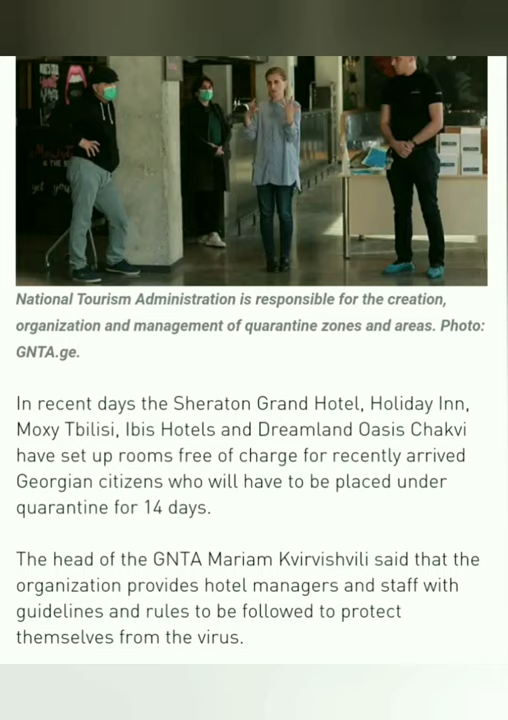 get you
National Tourism Administration is responsible for the creation,
organization and management of quarantine zones and areas. Photo:
GNTA.ge.
In recent days the Sheraton Grand Hotel, Holiday Inn,
Moxy Tbilisi, Ibis Hotels and Dreamland Oasis Chakvi
have set up rooms free of charge for recently arrived
Georgian citizens who will have to be placed under
quarantine for 14 days.
The head of the GNTA Mariam Kvirvishvili said that the
organization provides hotel managers and staff with
guidelines and rules to be followed to protect
themselves from the virus.